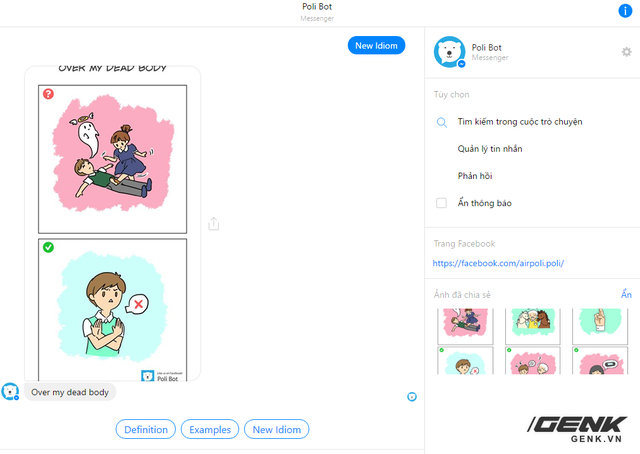 Poli Bot
Messenger
New Idiom
OVER MY DEAD BODY
Poli Bot
Over my dead body
Definition
Examples
New Idiom
Poli Bot
Messenger
Tùy chọn
Tìm kiếm trong cuộc trò chuyện
Quản lý tin nhắn
Phản hồi
Ẩn thông báo
Trang Facebook
https://facebook.com/airpoli.poli/
Ảnh đã chia sẻ
Ẩn
GENK
GENK.VN